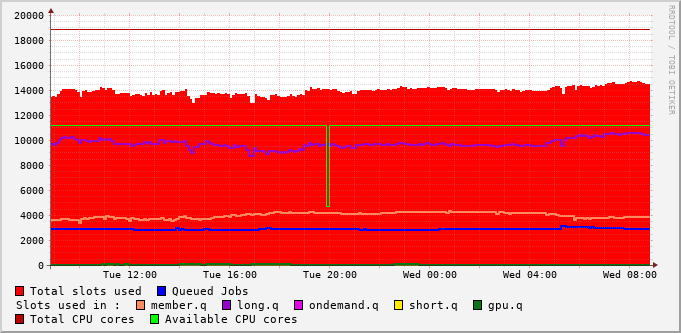 RRDTOOL / TOBI OETIKER
20000
18000
16000
14000
12000
10000
8000
6000
4000
2000
0
Tue 12:00 Tue 16:00 Tue 20:00 Wed 00:00 Wed 04:00 Wed 08:00
Total slots used Queued Jobs
Slots used in : member.q long.q ondemand.q short.q gpu.q
Total CPU cores Available CPU cores